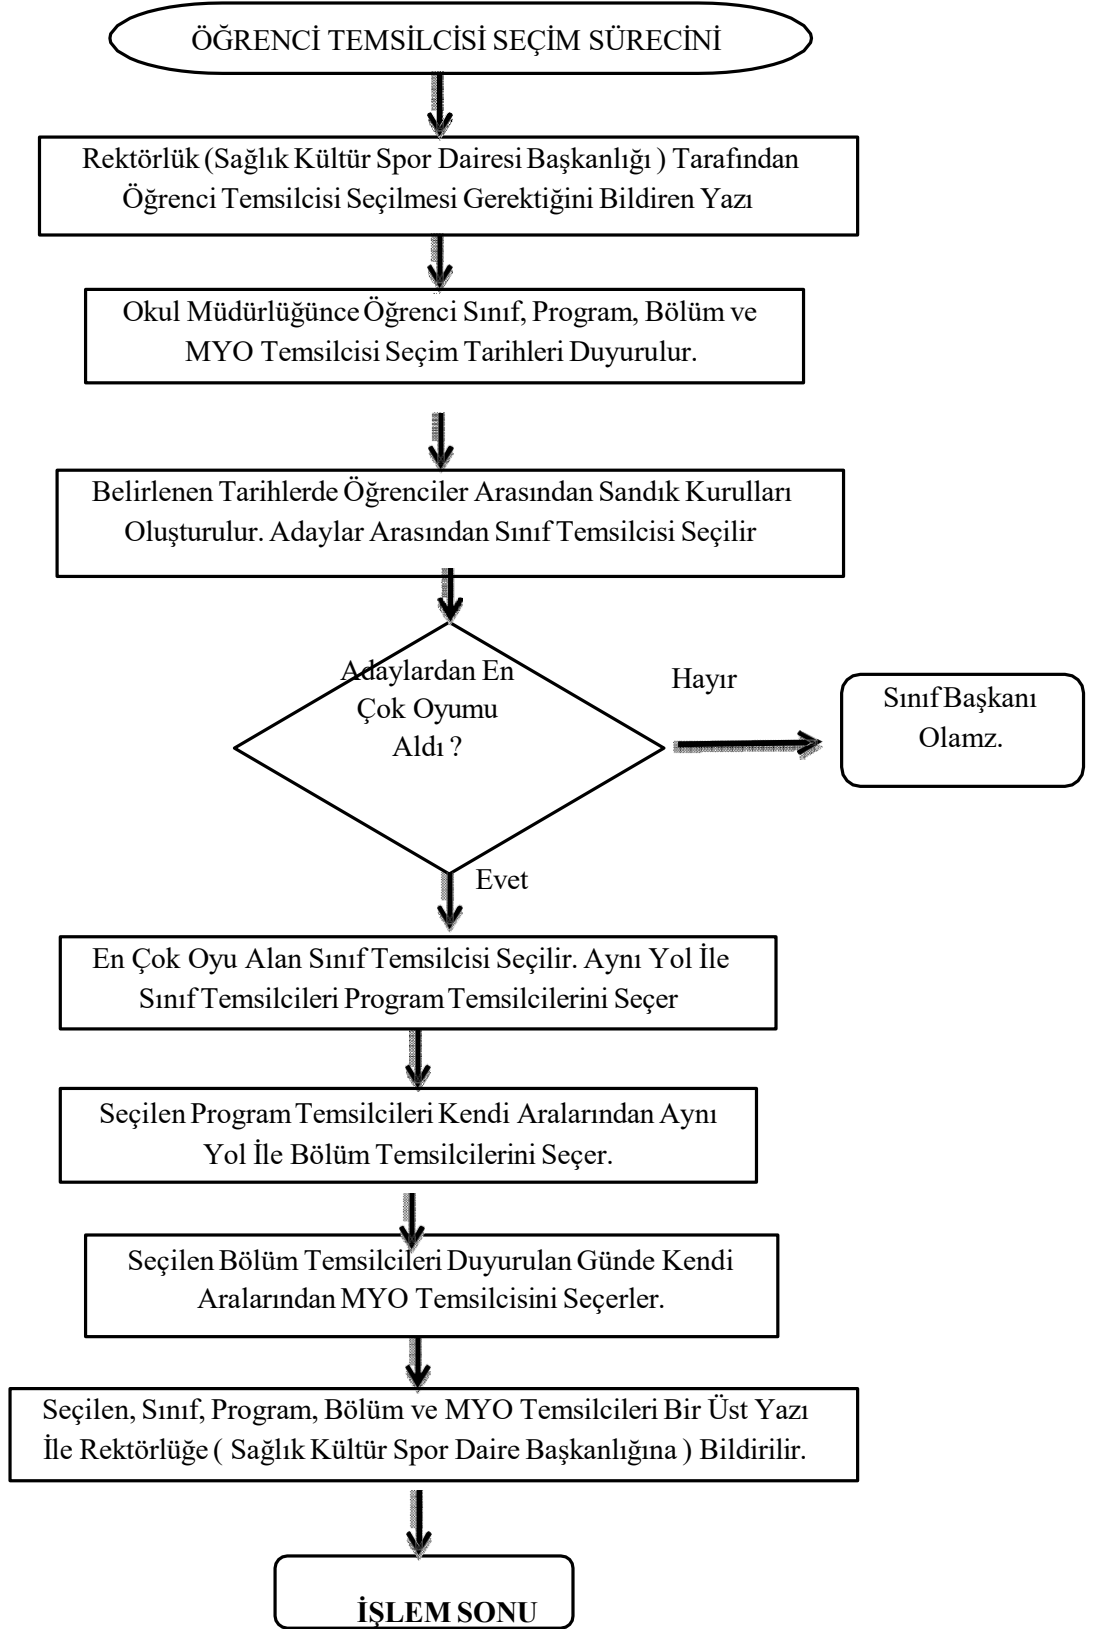 ÖĞRENCİ TEMSİLCİSİ SEÇİM SÜRECİNİ
Rektörlük (Sağlık Kültür Spor Dairesi Başkanlığı ) Tarafından
Öğrenci Temsilcisi Seçilmesi Gerektiğini Bildiren Yazı
Okul Müdürlüğünce Öğrenci Sınıf, Program, Bölüm ve
MYO Temsilcisi Seçim Tarihleri Duyurulur.
Belirlenen Tarihlerde Öğrenciler Arasından Sandık Kurulları
Oluşturulur. Adaylar Arasından Sınıf Temsilcisi Seçilir
Adaylardan En
Çok Oyumu
Aldı ?
Hayır
Sınıf Başkanı
Olamz.
Evet
En Çok Oyu Alan Sınıf Temsilcisi Seçilir. Aynı Yol İle
Sınıf Temsilcileri Program Temsilcilerini Seçer
Seçilen Program Temsilcileri Kendi Aralarından Aynı
Yol İle Bölüm Temsilcilerini Seçer.
Seçilen Bölüm Temsilcileri Duyurulan Günde Kendi
Aralarından MYO Temsilcisini Seçerler.
Seçilen, Sınıf, Program, Bölüm ve MYO Temsilcileri Bir Üst Yazı
İle Rektörlüğe ( Sağlık Kültür Spor Daire Başkanlığına ) Bildirilir.
İŞLEM SONU